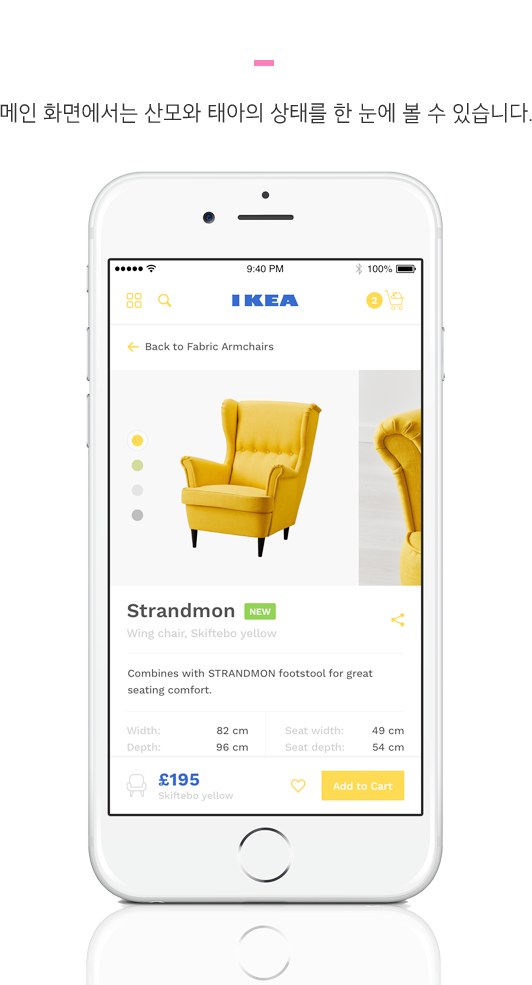 메인 화면에서는 산모와 태아의 상태를 한 눈에 볼 수 있습니다.
9:40 PM 100%
IKEA 2
Back to Fabric Armchairs
Strandmon NEW
Wing chair, Skiftebo yellow
Combines with STRANDMON footstool for great
seating comfort.
Width: 82 cm Seat width: 49 cm
Depth: 96 cm Seat depth: 54 cm
£195
Skiftebo yellow
Add to Cart